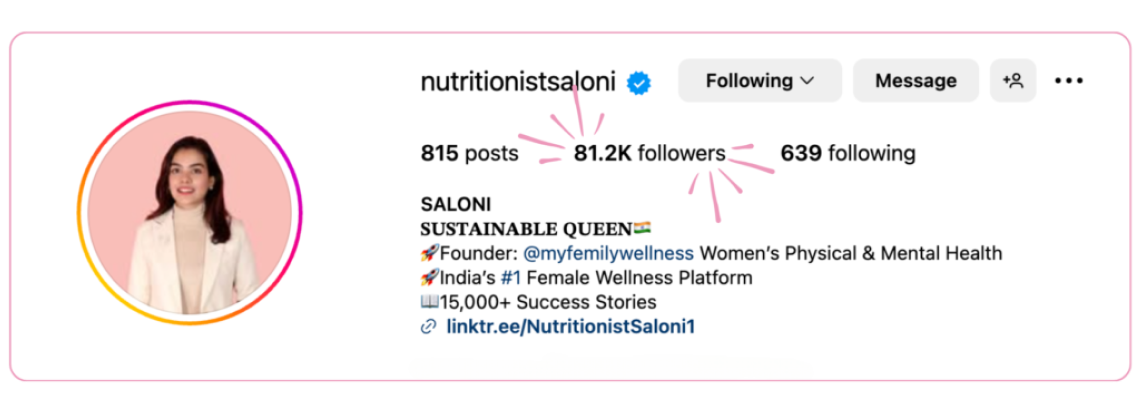 nutritionistsaloni
Following
Message
815 posts
81.2K followers
639 following
SALONI
SUSTAINABLE QUEEN🇮🇳
🚀Founder: @myfemilywellness Women’s Physical & Mental Health
🚀India’s #1 Female Wellness Platform
📖15,000+ Success Stories
linktr.ee/NutritionistSaloni1